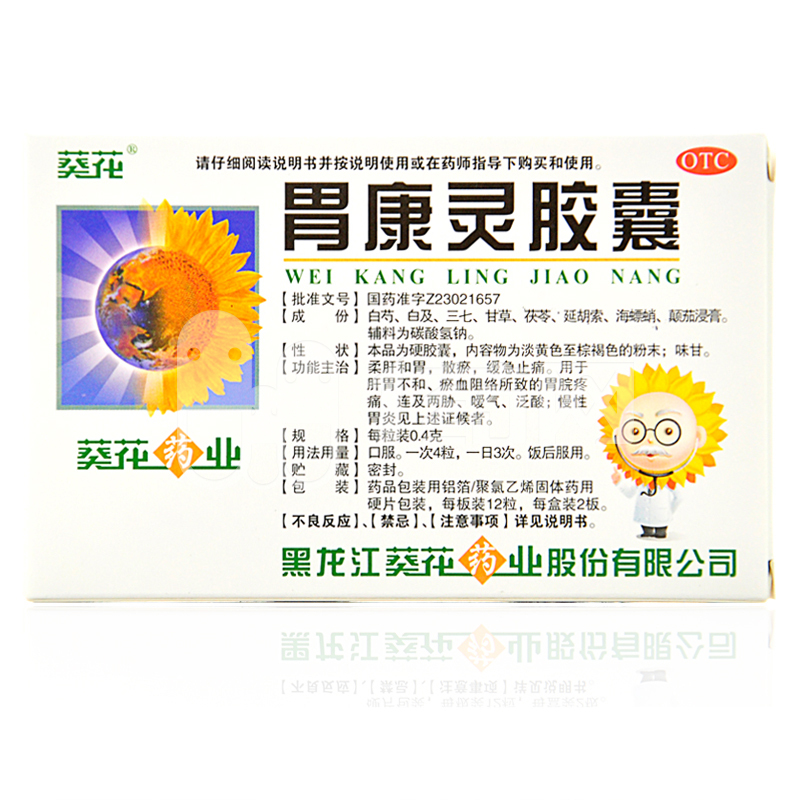 葵花®
请仔细阅读说明书并按说明使用或在药师指导下购买和使用。
OTC
胃康灵胶囊
WEI KANG LING JIAO NANG
【批准文号】国药准字Z23021657
【成 份】白芍、白及、三七、甘草、茯苓、延胡索、海螵蛸、颠茄浸膏。
辅料为碳酸氢钠。
【性 状】本品为硬胶囊，内容物为淡黄色至棕褐色的粉末；味甘。
【功能主治】柔肝和胃，散瘀，缓急止痛。用于
肝胃不和、瘀血阻络所致的胃脘疼
痛、连及两胁、嗳气、泛酸；慢性
胃炎见上述证候者。
【规 格】每粒装0.4克
【用法用量】口服。一次4粒，一日3次。饭后服用。
【贮 藏】密封。
【包 装】药品包装用铝箔/聚氯乙烯固体药用
硬片包装，每板装12粒，每盒装2板。
【不良反应】、【禁忌】、【注意事项】详见说明书。
葵花药业
黑龙江葵花药业股份有限公司